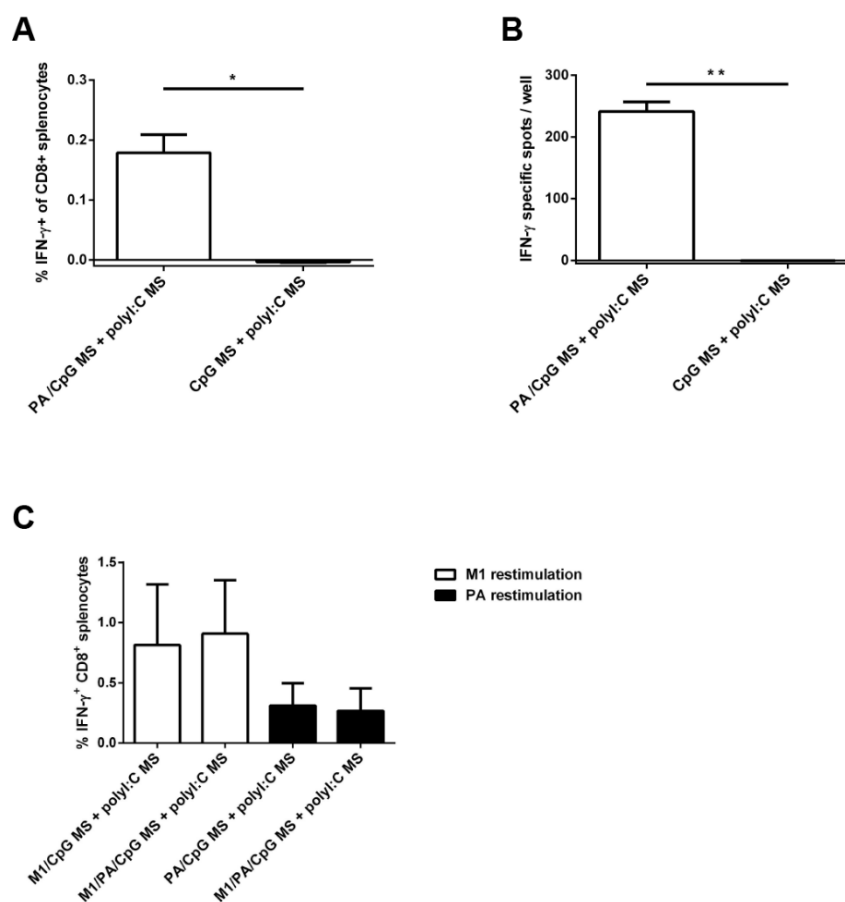 A
% IFN-γ+ of CD8+ splenocytes
0.3
0.2
0.1
0.0
*
PA /CpG MS + polyI:C MS
CpG MS + polyI:C MS
B
IFN-γ specific spots / well
300
200
100
0
**
PA/CpG MS + polyI:C MS
CpG MS + polyI:C MS
C
% IFN-γ⁺ CD8⁺ splenocytes
1.5
1.0
0.5
0.0
M1/CpG MS + polyI:C MS
M1/PA/CpG MS + polyI:C MS
PA/CpG MS + polyI:C MS
M1/PA/CpG MS + polyI:C MS
M1 restimulation
PA restimulation